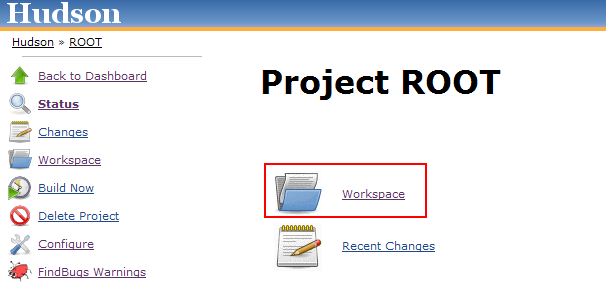 Hudson
Hudson » ROOT
Back to Dashboard
Status
Changes
Workspace
Build Now
Delete Project
Configure
FindBugs Warnings
Project ROOT
Workspace
Recent Changes